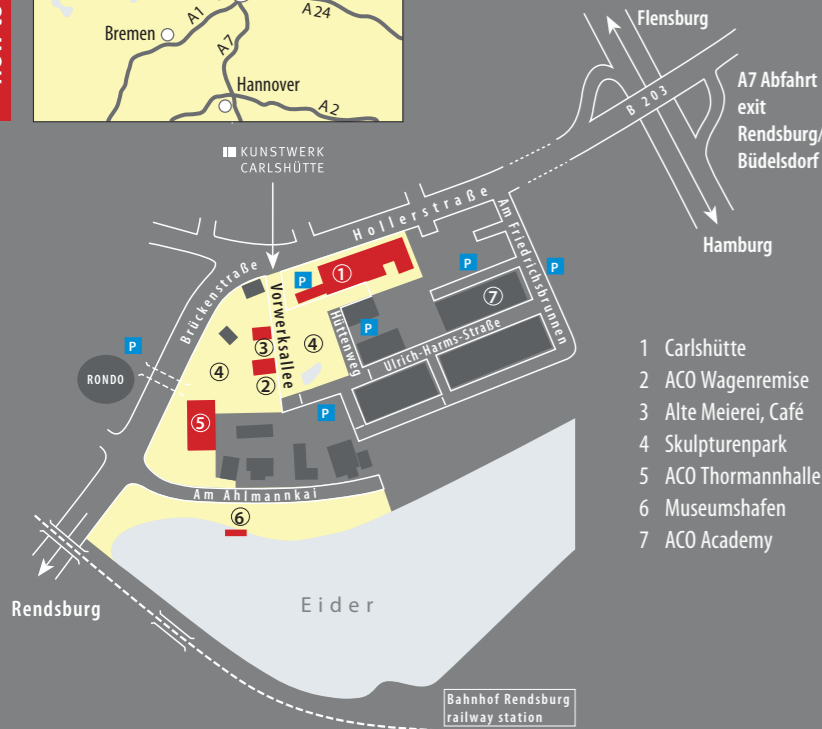 A1
A24
Bremen
A7
Hannover
A2
Flensburg
B 203
A7 Abfahrt
exit
Rendsburg/
Büdelsdorf
Hamburg
KUNSTWERK
CARLSHÜTTE
Hollerstraße
Am Friedrichsbrunnen
Brückenstraße
Vorwerksallee
Hüttenweg
Ulrich-Harms-Straße
P
P
P
P
P
P
1
7
3
4
4
2
5
RONDO
Am Ahlmannkai
6
1 Carlshütte
2 ACO Wagenremise
3 Alte Meierei, Café
4 Skulpturenpark
5 ACO Thormannhalle
6 Museumshafen
7 ACO Academy
Rendsburg
Eider
Bahnhof Rendsburg
railway station